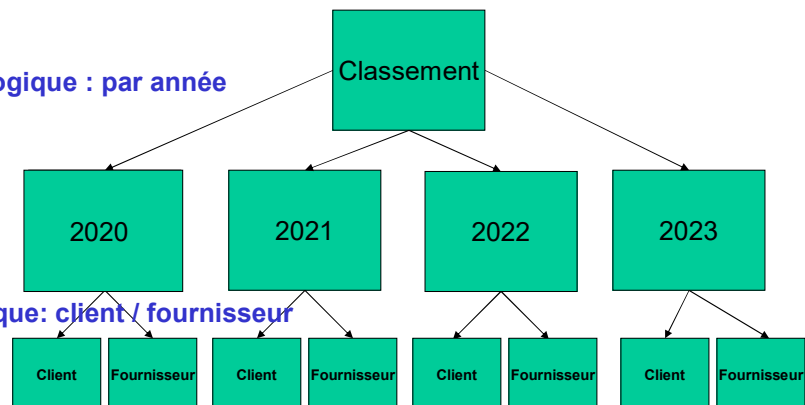 Classement
ogique : par année
2020
2021
2022
2023
que: client / fournisseur
Client
Fournisseur
Client
Fournisseur
Client
Fournisseur
Client
Fournisseur